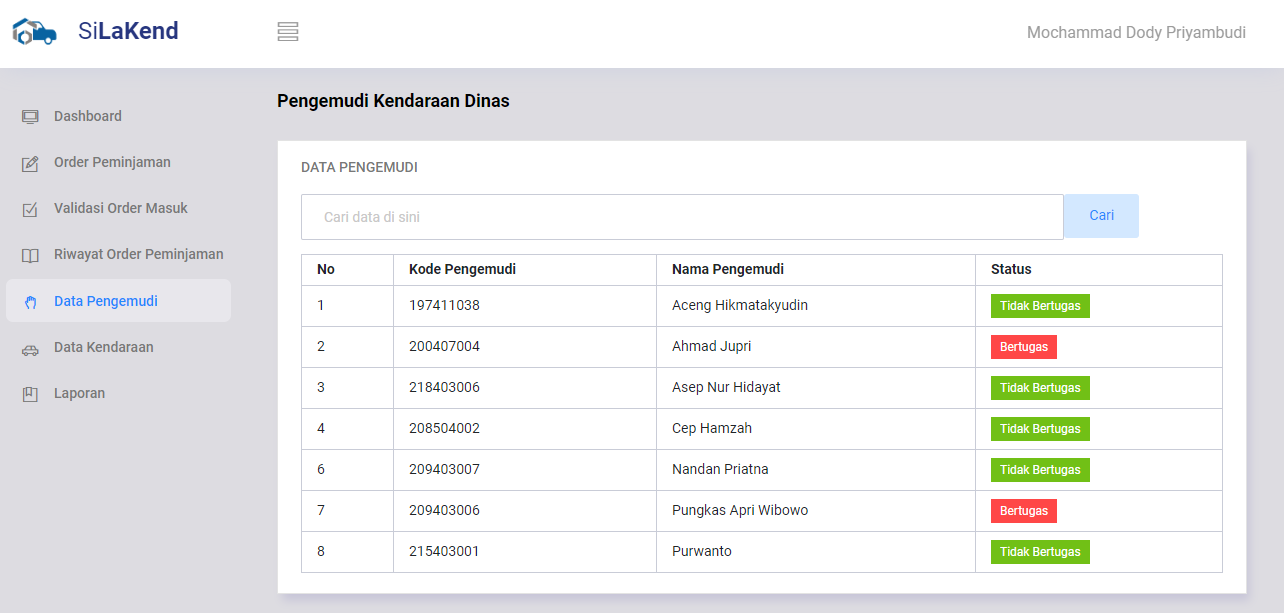 SiLaKend
Mochammad Dody Priyambudi
Dashboard
Order Peminjaman
Validasi Order Masuk
Riwayat Order Peminjaman
Data Pengemudi
Data Kendaraan
Laporan
Pengemudi Kendaraan Dinas
DATA PENGEMUDI
Cari data di sini
Cari
No Kode Pengemudi Nama Pengemudi Status
1 197411038 Aceng Hikmatakyudin Tidak Bertugas
2 200407004 Ahmad Jupri Bertugas
3 218403006 Asep Nur Hidayat Tidak Bertugas
4 208504002 Cep Hamzah Tidak Bertugas
6 209403007 Nandan Priatna Tidak Bertugas
7 209403006 Pungkas Apri Wibowo Bertugas
8 215403001 Purwanto Tidak Bertugas